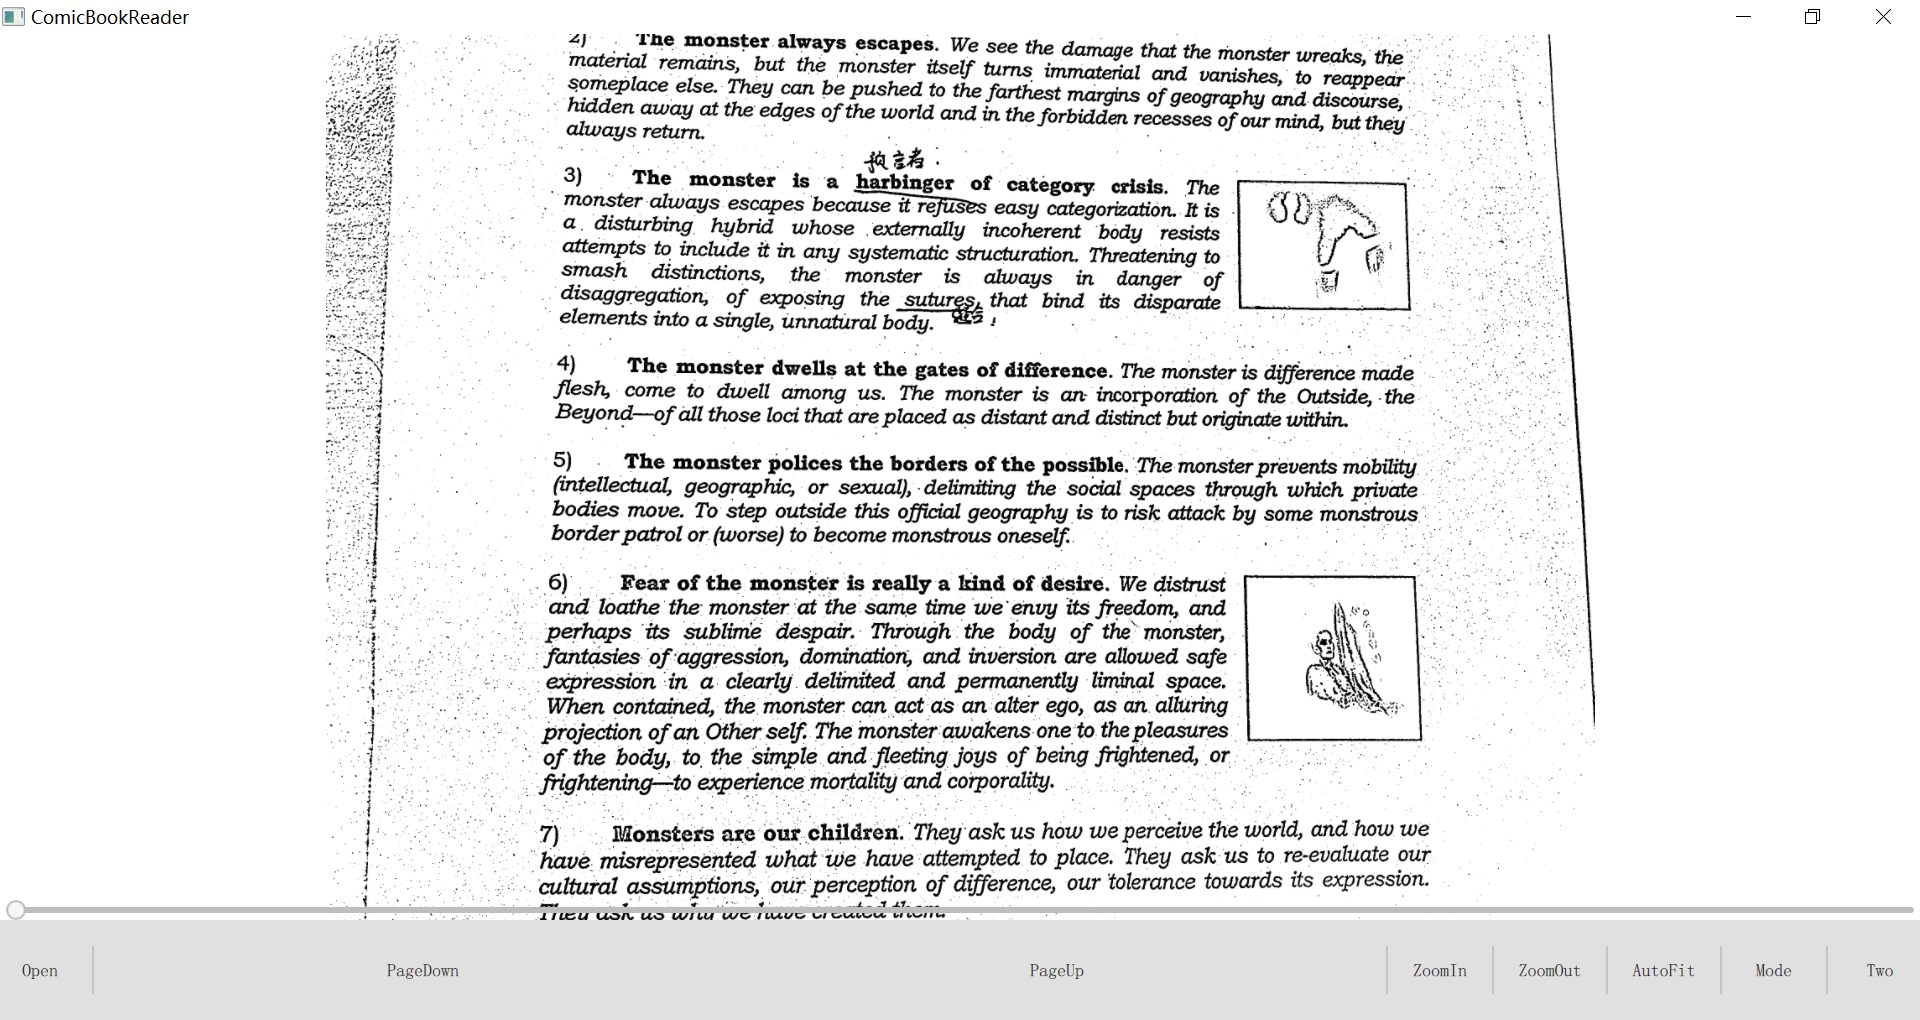 ComicBookReader
2) The monster always escapes. We see the damage that the monster wreaks, the
material remains, but the monster itself turns immaterial and vanishes, to reappear
someplace else. They can be pushed to the farthest margins of geography and discourse,
hidden away at the edges of the world and in the forbidden recesses of our mind, but they
always return.
言者
3) The monster is a harbinger of category crisis. The
monster always escapes because it refuses easy categorization. It is
a disturbing hybrid whose externally incoherent body resists
attempts to include it in any systematic structuration. Threatening to
smash distinctions, the monster is always in danger of
disaggregation, of exposing the sutures, that bind its disparate
elements into a single, unnatural body.
4) The monster dwells at the gates of difference. The monster is difference made
flesh, come to dwell among us. The monster is an incorporation of the Outside, the
Beyond—of all those loci that are placed as distant and distinct but originate within.
5) The monster polices the borders of the possible. The monster prevents mobility
(intellectual, geographic, or sexual), delimiting the social spaces through which private
bodies move. To step outside this official geography is to risk attack by some monstrous
border patrol or (worse) to become monstrous oneself.
6) Fear of the monster is really a kind of desire. We distrust
and loathe the monster at the same time we envy its freedom, and
perhaps its sublime despair. Through the body of the monster,
fantasies of aggression, domination, and inversion are allowed safe
expression in a clearly delimited and permanently liminal space.
When contained, the monster can act as an alter ego, as an alluring
projection of an Other self. The monster awakens one to the pleasures
of the body, to the simple and fleeting joys of being frightened, or
frightening—to experience mortality and corporality.
7) Monsters are our children. They ask us how we perceive the world, and how we
have misrepresented what we have attempted to place. They ask us to re-evaluate our
cultural assumptions, our perception of difference, our tolerance towards its expression.
They ask us why we have created them.
Open PageDown PageUp ZoomIn ZoomOut AutoFit Mode Two